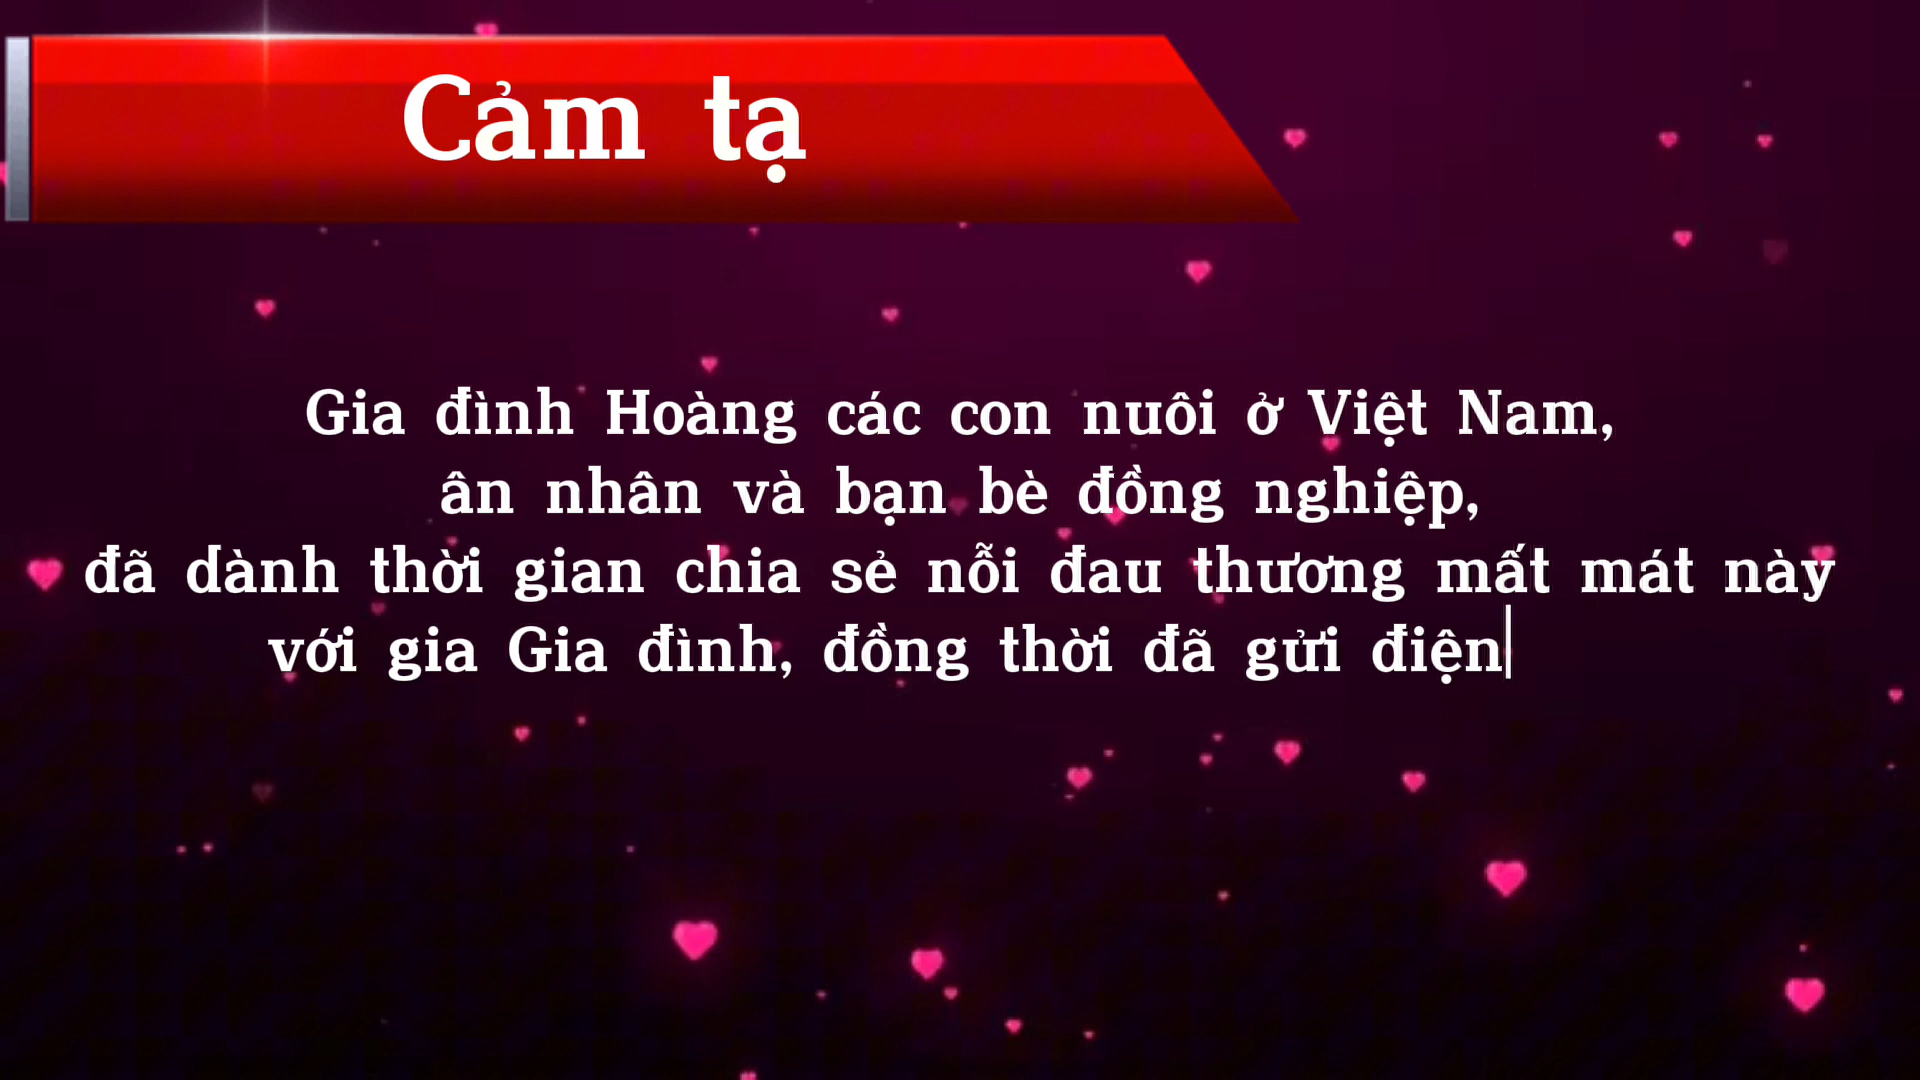 Cảm tạ
Gia đình Hoàng các con nuôi ở Việt Nam,
ân nhân và bạn bè đồng nghiệp,
đã dành thời gian chia sẻ nỗi đau thương mất mát này
với gia Gia đình, đồng thời đã gửi điện